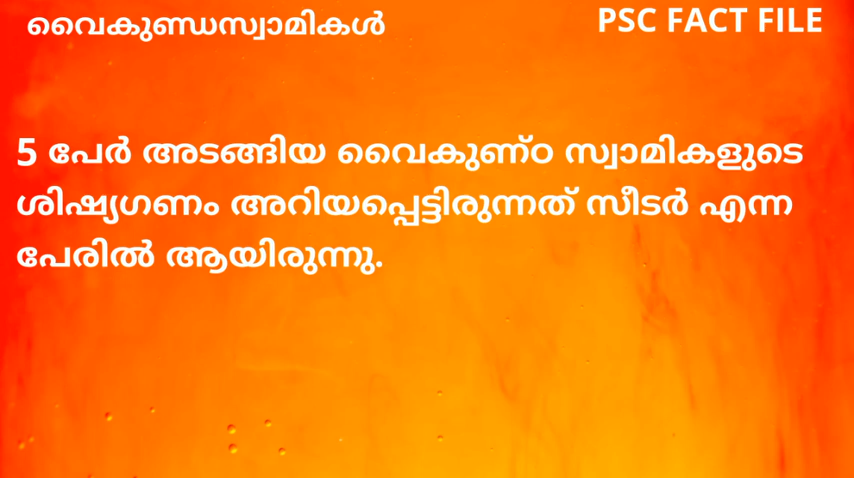 വൈകുണ്ഡസ്വാമികൾ PSC FACT FILE
5 പേർ അടങ്ങിയ വൈകുണ്ഠ സ്വാമികളുടെ
ശിഷ്യഗണം അറിയപ്പെട്ടിരുന്നത് സീടർ എന്ന
പേരിൽ ആയിരുന്നു.